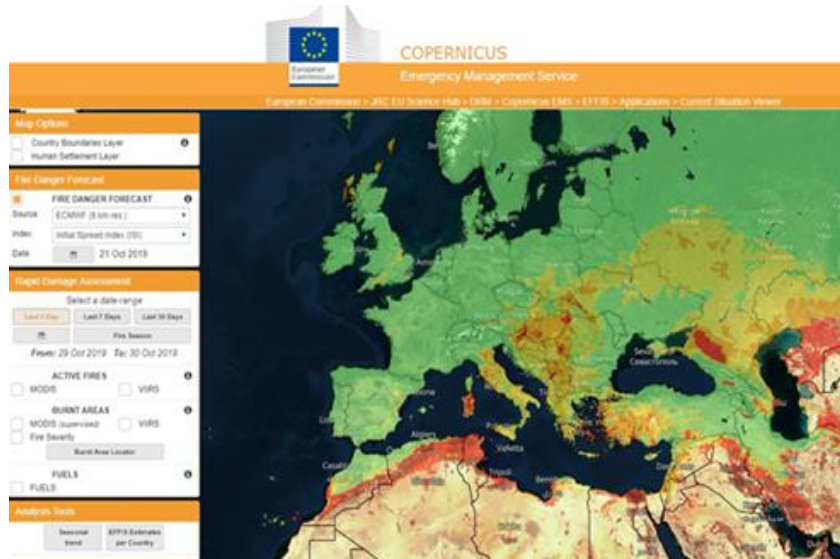 European
Commission
COPERNICUS
Emergency Management Service
European Commission > JRC EU Science Hub > DRM > Copernicus EMS > EFFIS > Applications > Current Situation Viewer
Map Options
Country Boundaries Layer
Human Settlement Layer
Fire Danger Forecast
FIRE DANGER FORECAST
Source ECMWF (8 km res.)
Index Initial Spread Index (ISI)
Date 21 Oct 2019
Rapid Damage Assessment
Select a date-range
Last 1 Day Last 7 Days Last 30 Days
Fire Season
From: 29 Oct 2019 To: 30 Oct 2019
ACTIVE FIRES
MODIS VIIRS
BURNT AREAS
MODIS (supervised) VIIRS
Fire Severity
Burnt Area Locator
FUELS
FUELS
Analysis Tools
Seasonal trend
EFFIS Estimates per Country
Севастополь
Valletta
Algiers
Tripoli